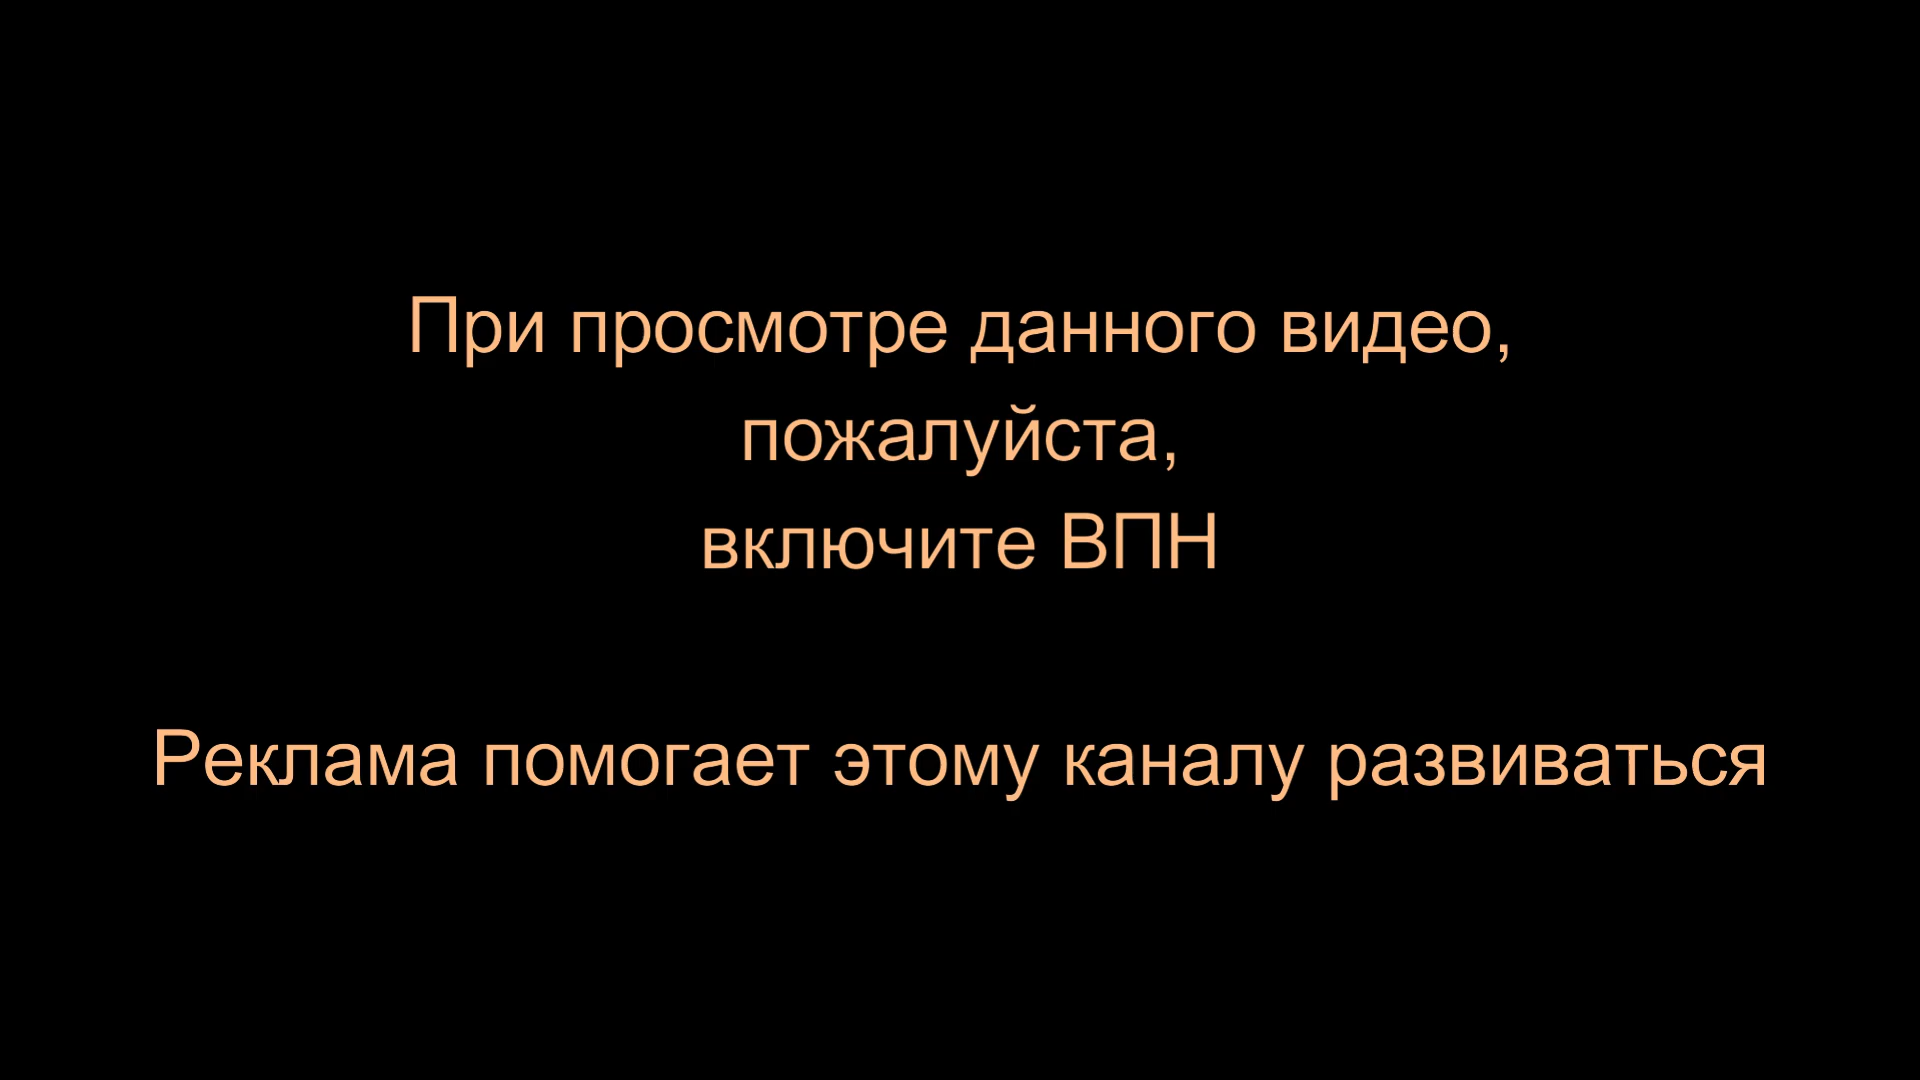 При просмотре данного видео,
пожалуйста,
включите ВПН
Реклама помогает этому каналу развиваться